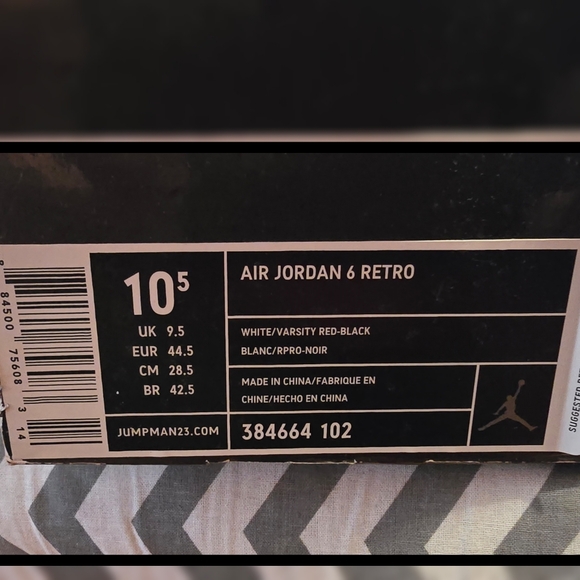 8 84500 75608 3 14
10⁵
UK 9.5
EUR 44.5
CM 28.5
BR 42.5
JUMPMAN23.COM
AIR JORDAN 6 RETRO
WHITE/VARSITY RED-BLACK
BLANC/RPRO-NOIR
MADE IN CHINA/FABRIQUE EN
CHINE/HECHO EN CHINA
384664 102
SUGGESTED